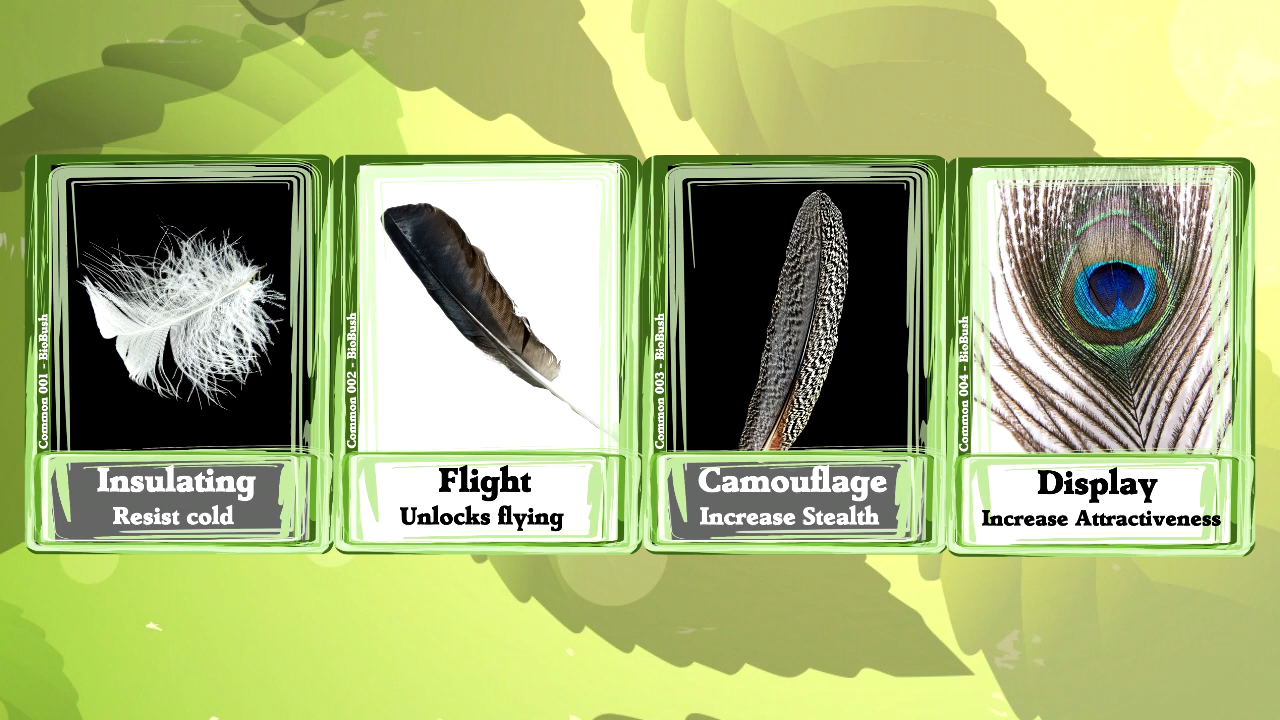 Common 001 - BioBush
Insulating
Resist cold
Common 002 - BioBush
Flight
Unlocks flying
Common 003 - BioBush
Camouflage
Increase Stealth
Common 004 - BioBush
Display
Increase Attractiveness